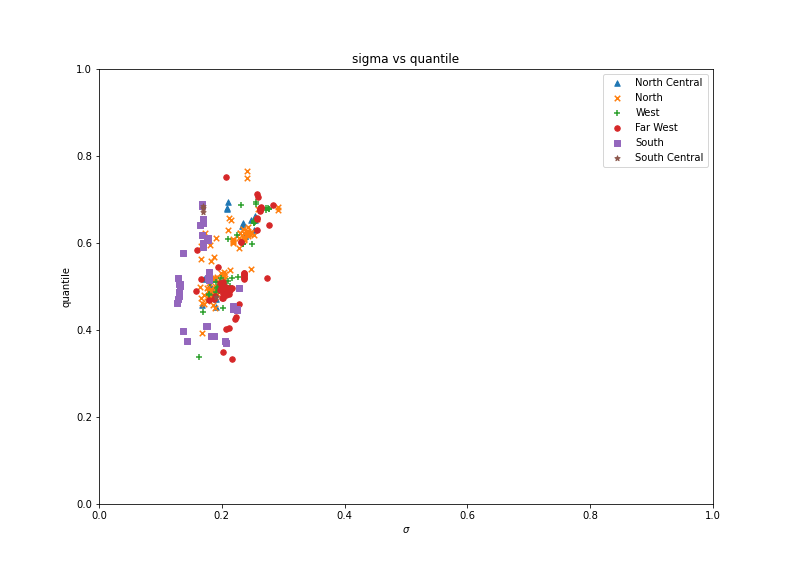 sigma vs quantile
1.0
0.8
0.6
0.4
0.2
0.0
quantile
0.0 0.2 0.4 0.6 0.8 1.0
σ
North Central
North
West
Far West
South
South Central